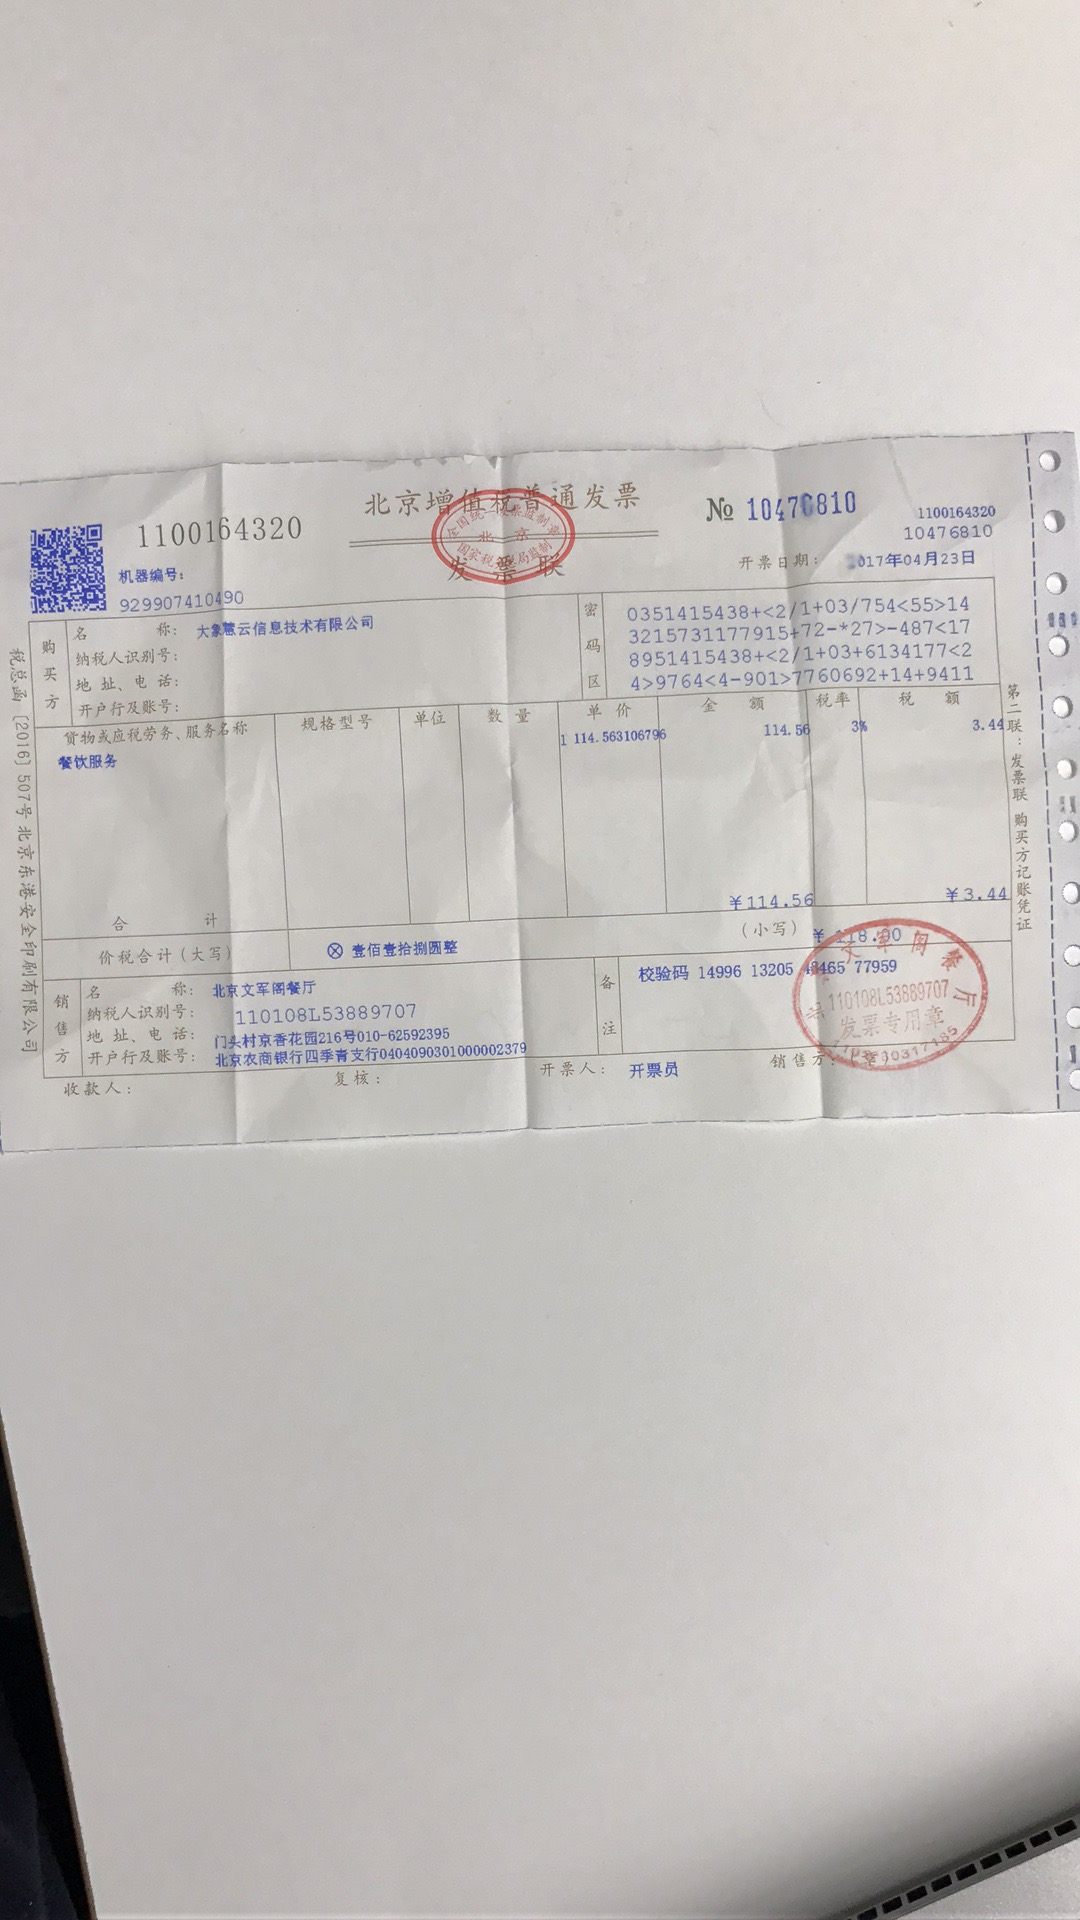 北京增值税普通发票
发票联
全国统一发票监制章
北京
国家税务总局监制
1100164320
№ 10476810
1100164320
10476810
机器编号:
929907410490
开票日期: 2017年04月23日
购买方
名称: 大象慧云信息技术有限公司
纳税人识别号:
地址、电话:
开户行及账号:
密码区
0351415438+<2/1+03/754<55>14
3215731177915+72-*27>-487<17
8951415438+<2/1+03+6134177<2
4>9764<4-901>7760692+14+9411
货物或应税劳务、服务名称 规格型号 单位 数量 单价 金额 税率 税额
餐饮服务 1 114.563106796 114.56 3% 3.44
合计 ¥114.56 ¥3.44
价税合计(大写) ⊗ 壹佰壹拾捌圆整 (小写) ¥118.00
销售方
名称: 北京文军阁餐厅
纳税人识别号: 110108L53889707
地址、电话: 门头村京香花园216号010-62592395
开户行及账号: 北京农商银行四季青支行0404090301000002379
备注
校验码 14996 13205 48465 77959
收款人: 复核: 开票人: 开票员 销售方:(章)
北京文军阁餐厅
110108L53889707
发票专用章
税总函〔2016〕507号北京东港安全印刷有限公司
第二联:发票联 购买方记账凭证